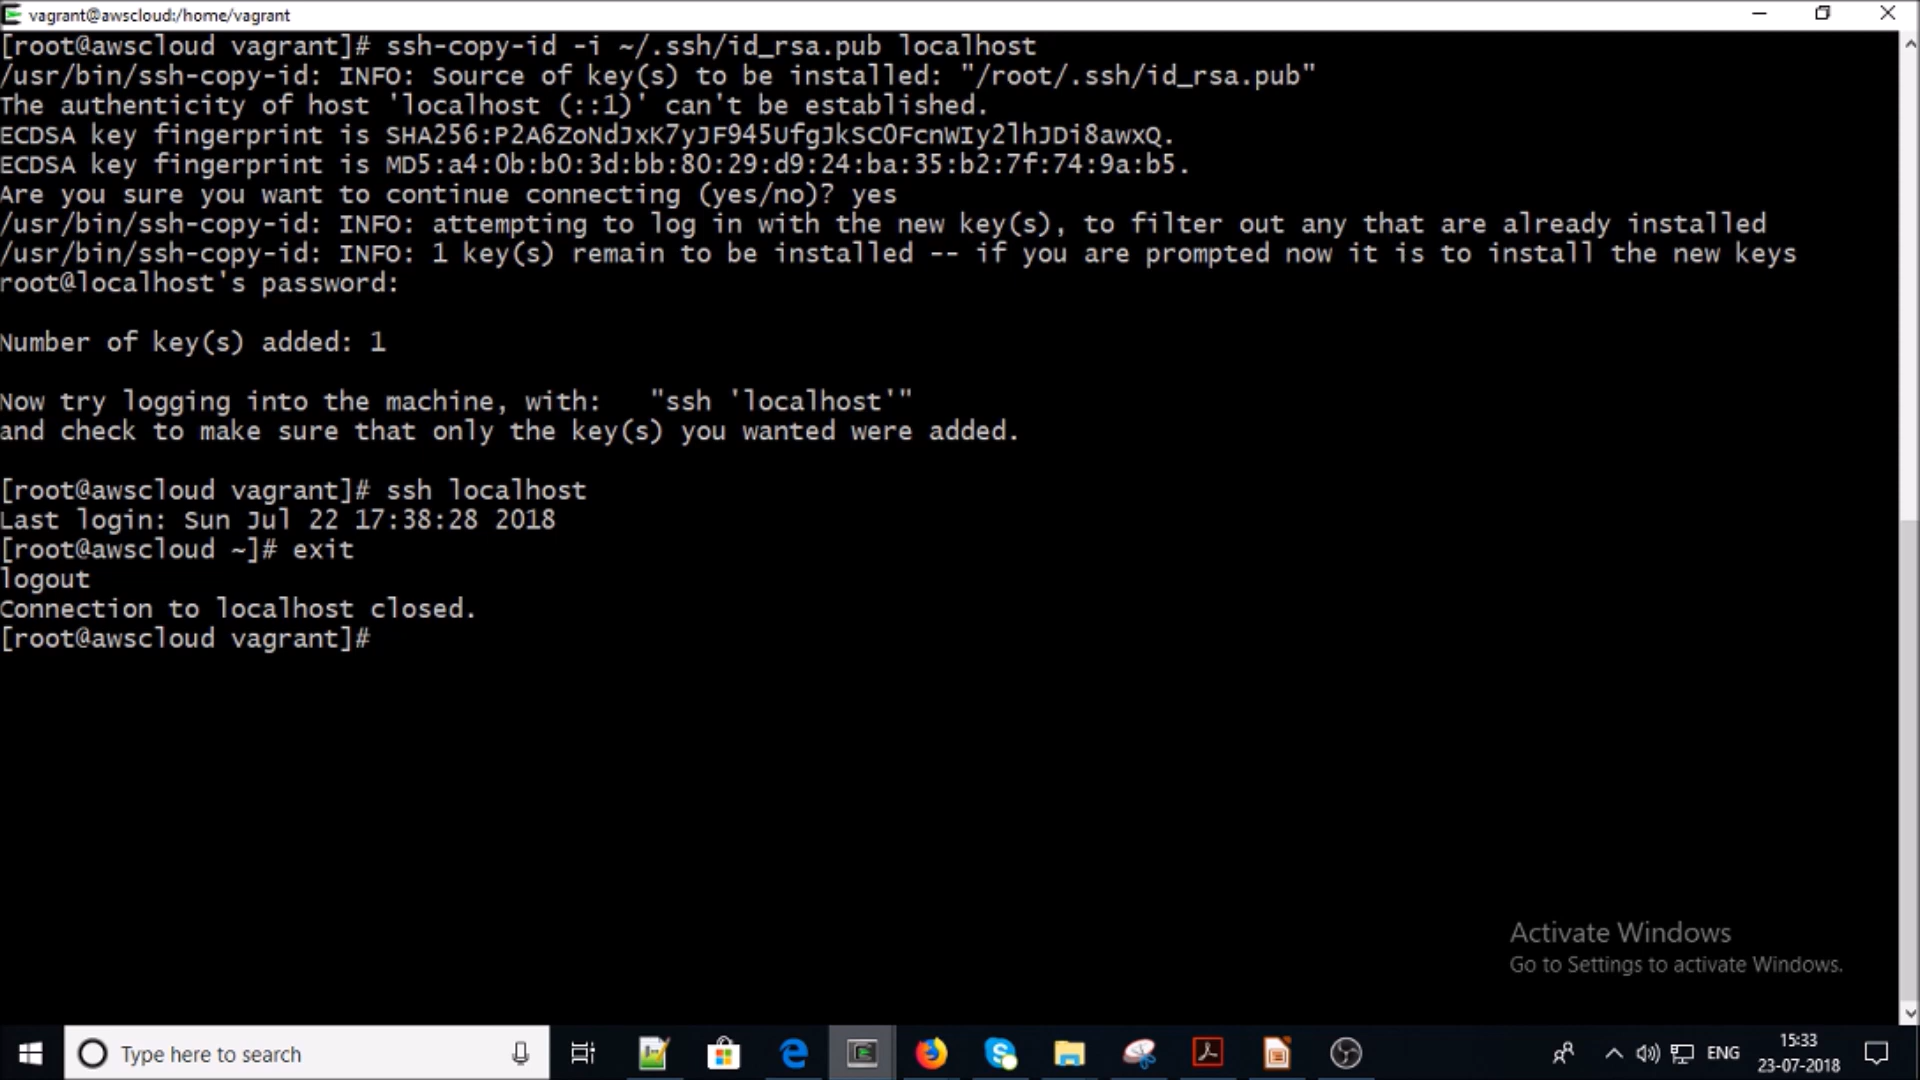 vagrant@awscloud:/home/vagrant
[root@awscloud vagrant]# ssh-copy-id -i ~/.ssh/id_rsa.pub localhost
/usr/bin/ssh-copy-id: INFO: Source of key(s) to be installed: "/root/.ssh/id_rsa.pub"
The authenticity of host 'localhost (::1)' can't be established.
ECDSA key fingerprint is SHA256:P2A6ZoNdJxK7yJF945UfgJkSC0FcnWIy2lhJDi8awxQ.
ECDSA key fingerprint is MD5:a4:0b:b0:3d:bb:80:29:d9:24:ba:35:b2:7f:74:9a:b5.
Are you sure you want to continue connecting (yes/no)? yes
/usr/bin/ssh-copy-id: INFO: attempting to log in with the new key(s), to filter out any that are already installed
/usr/bin/ssh-copy-id: INFO: 1 key(s) remain to be installed -- if you are prompted now it is to install the new keys
root@localhost's password:
Number of key(s) added: 1
Now try logging into the machine, with:   "ssh 'localhost'"
and check to make sure that only the key(s) you wanted were added.
[root@awscloud vagrant]# ssh localhost
Last login: Sun Jul 22 17:38:28 2018
[root@awscloud ~]# exit
logout
Connection to localhost closed.
[root@awscloud vagrant]#
Activate Windows
Go to Settings to activate Windows.
Type here to search
ENG
15:33
23-07-2018